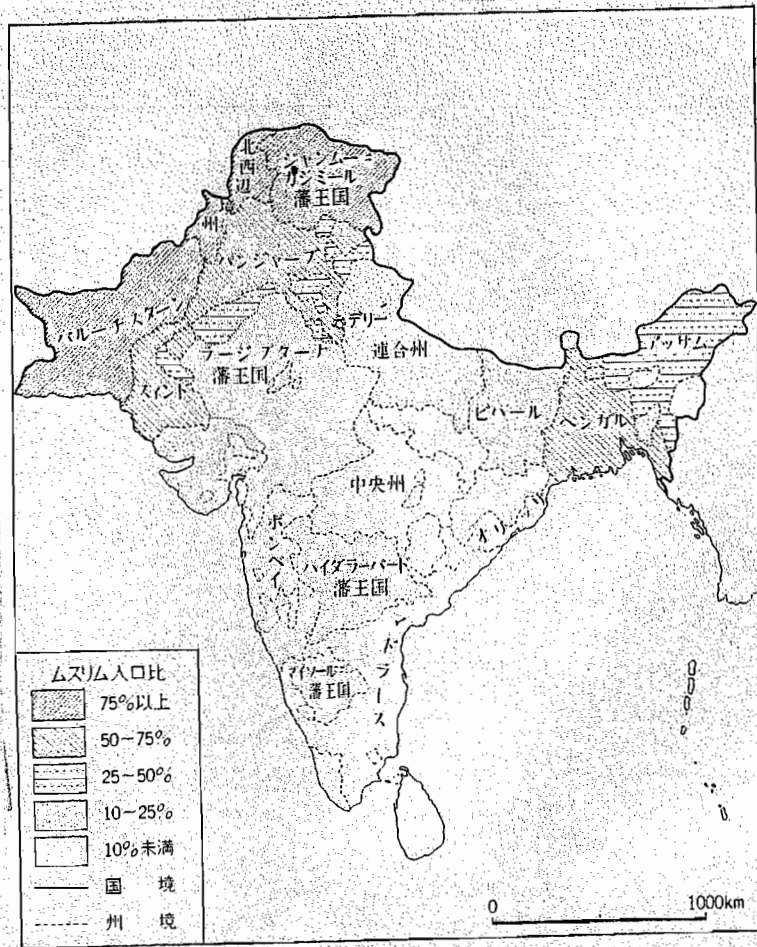 北西辺
境
州
ジャンムー=
カシミール
藩王国
パンジャーブ
バルーチスターン
デリー
ラージプターナ
藩王国
連合州
アッサム
スィンド
ビハール
ベンガル
中央州
オリッサ
ボンベイ
ハイダラーバード
藩王国
マドラース
マイソール
藩王国
ムスリム人口比
75%以上
50~75%
25~50%
10~25%
10%未満
国境
州境
0 1000km